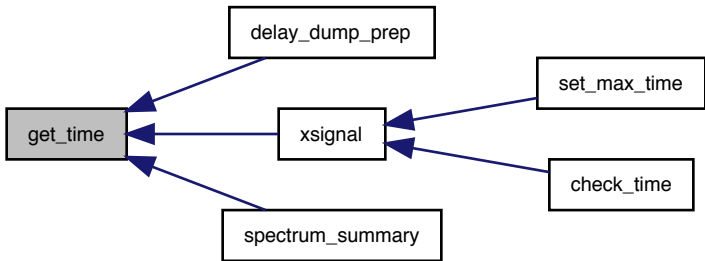 delay_dump_prep
set_max_time
get_time
xsignal
check_time
spectrum_summary